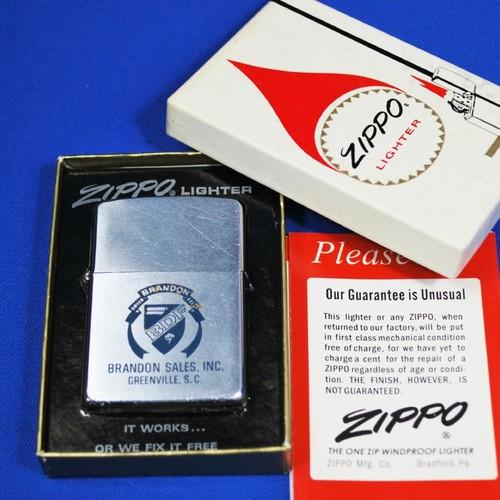 ZIPPO®
LIGHTER
ZIPPO® LIGHTER
BRANDON
BDF
BRANDON SALES, INC.
GREENVILLE, S.C.
IT WORKS...
OR WE FIX IT FREE
Please
Our Guarantee is Unusual
This lighter or any ZIPPO, when
returned to our factory, will be put
in first class mechanical condition
free of charge, for we have yet to
charge a cent for the repair of a
ZIPPO regardless of age or condi-
tion. THE FINISH, HOWEVER, IS
NOT GUARANTEED.
ZIPPO®
THE ONE ZIP WINDPROOF LIGHTER
ZIPPO Mfg. Co. Bradford, Pa.